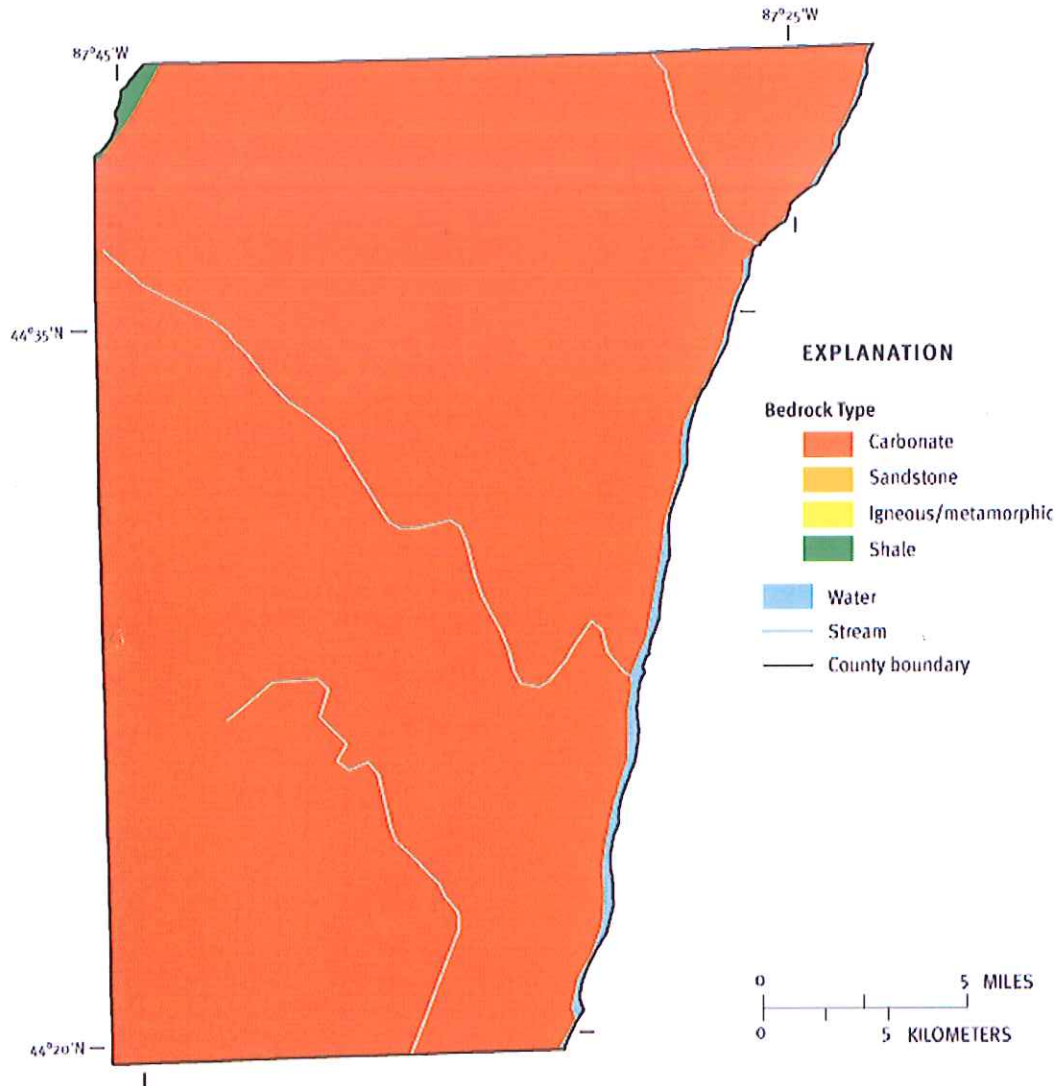 87°45'W
87°25'W
44°35'N
EXPLANATION
Bedrock Type
Carbonate
Sandstone
Igneous/metamorphic
Shale
Water
Stream
County boundary
0 5 MILES
0 5 KILOMETERS
44°20'N